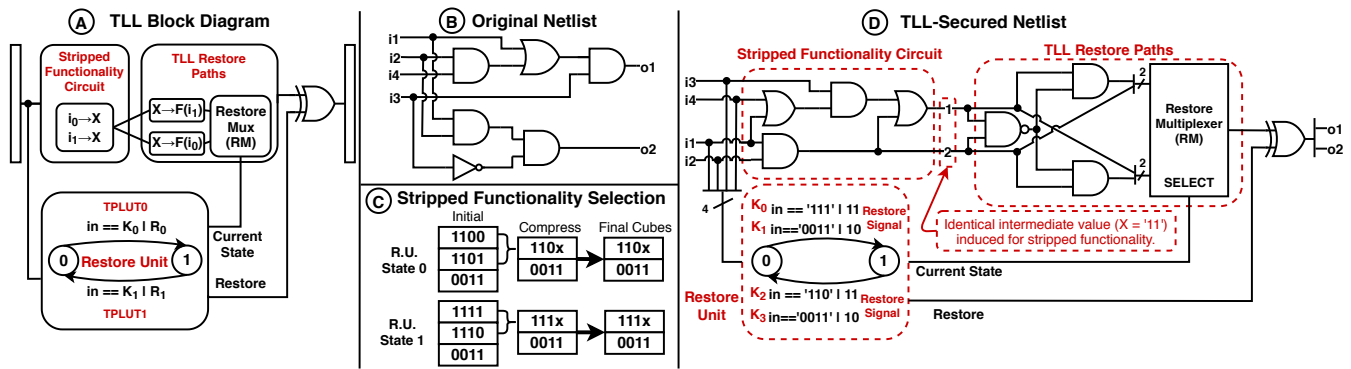 A TLL Block Diagram
Stripped
Functionality
Circuit
i0→X
i1→X
TLL Restore
Paths
X→F(i1)
X→F(i0)
Restore
Mux
(RM)
TPLUT0
in == K0 | R0
0 Restore Unit 1
in == K1 | R1
TPLUT1
Current
State
Restore
B Original Netlist
i1
i2
i4
i3
o1
o2
C Stripped Functionality Selection
Initial
Compress
Final Cubes
R.U.
State 0
1100
1101
0011
110x
0011
110x
0011
R.U.
State 1
1111
1110
0011
111x
0011
111x
0011
D TLL-Secured Netlist
Stripped Functionality Circuit
TLL Restore Paths
i3
i4
i1
i2
4
1
2
2
2
Restore
Multiplexer
(RM)
SELECT
o1
o2
K0 in == '111' | 11
Restore
Signal
K1 in=='0011' | 10
0
1
K2 in == '110' | 11
Restore
Signal
K3 in=='0011' | 10
Restore
Unit
Identical intermediate value (X = '11')
induced for stripped functionality.
Current State
Restore